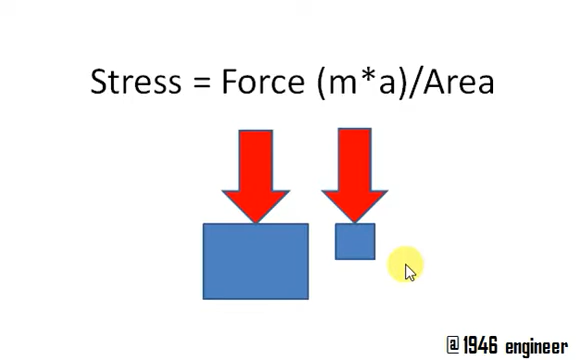 Stress = Force (m*a)/Area
@ 1946 engineer